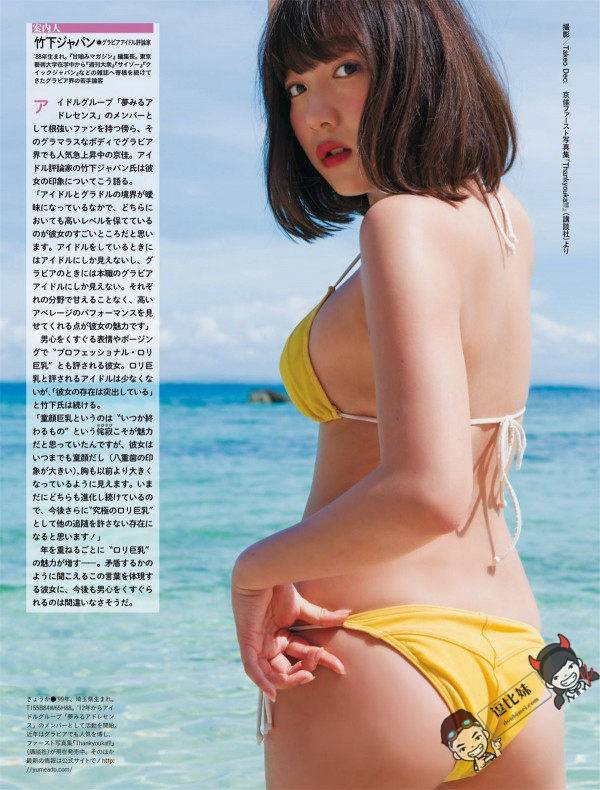 案内人
竹下ジャパン●グラビアアイドル評論家
'88年生まれ。『甘噛みマガジン』編集長。東京
藝術大学在学中から『週刊大衆』『サイゾー』『ク
イックジャパン』などの雑誌へ寄稿を続けて
きたグラビア界の若手論客
アイドルグループ「夢みるア
ドレセンス」のメンバーと
して根強いファンを持つ傍ら、そ
のグラマラスなボディでグラビア
界でも人気急上昇中の京佳。アイ
ドル評論家の竹下ジャパン氏は彼
女の印象についてこう語る。
「アイドルとグラドルの境界が曖
昧になっているなかで、どちらに
おいても高いレベルを保てている
のが彼女のすごいところだと思い
ます。アイドルをしているときに
はアイドルにしか見えないし、グ
ラビアのときには本職のグラビア
アイドルにしか見えない。それぞ
れの分野で甘えることなく、高い
アベレージのパフォーマンスを見
せてくれる点が彼女の魅力です」
男心をくすぐる表情やポージン
グで“プロフェッショナル・ロリ
巨乳”とも評される彼女。ロリ巨
乳と評されるアイドルは少なくな
いが、「彼女の存在は突出している」
と竹下氏は続ける。
「童顔巨乳というのは“いつか終
わるもの”という侘寂こそが魅力
だと思っていたんですが、彼女は
いつまでも童顔だし（八重歯の印
象が大きい）、胸も以前より大きく
なっているように見えます。いま
だにどちらも進化し続けているの
で、今後さらに“究極のロリ巨乳”
として他の追随を許さない存在に
なると思います！」
年を重ねるごとに“ロリ巨乳”
の魅力が増す——。矛盾するかの
ように聞こえるこの言葉を体現す
る彼女に、今後も男心をくすぐら
れるのは間違いなさそうだ。
きょうか●'99年、埼玉県生まれ。
T155B84W65H88。'12年からア
イドルグループ「夢みるアドレセン
ス」のメンバーとして活動を開始。
近年はグラビアでも人気を博し、
ファースト写真集『Thankyouka!!!』
（講談社）が現在発売中。そのほか
最新の情報は公式サイトで／http:
//yumeado.com/
撮影／Takeo Dec. 京佳ファースト写真集『Thankyouka!!!』（講談社）より
逗比妹
doubimei.com